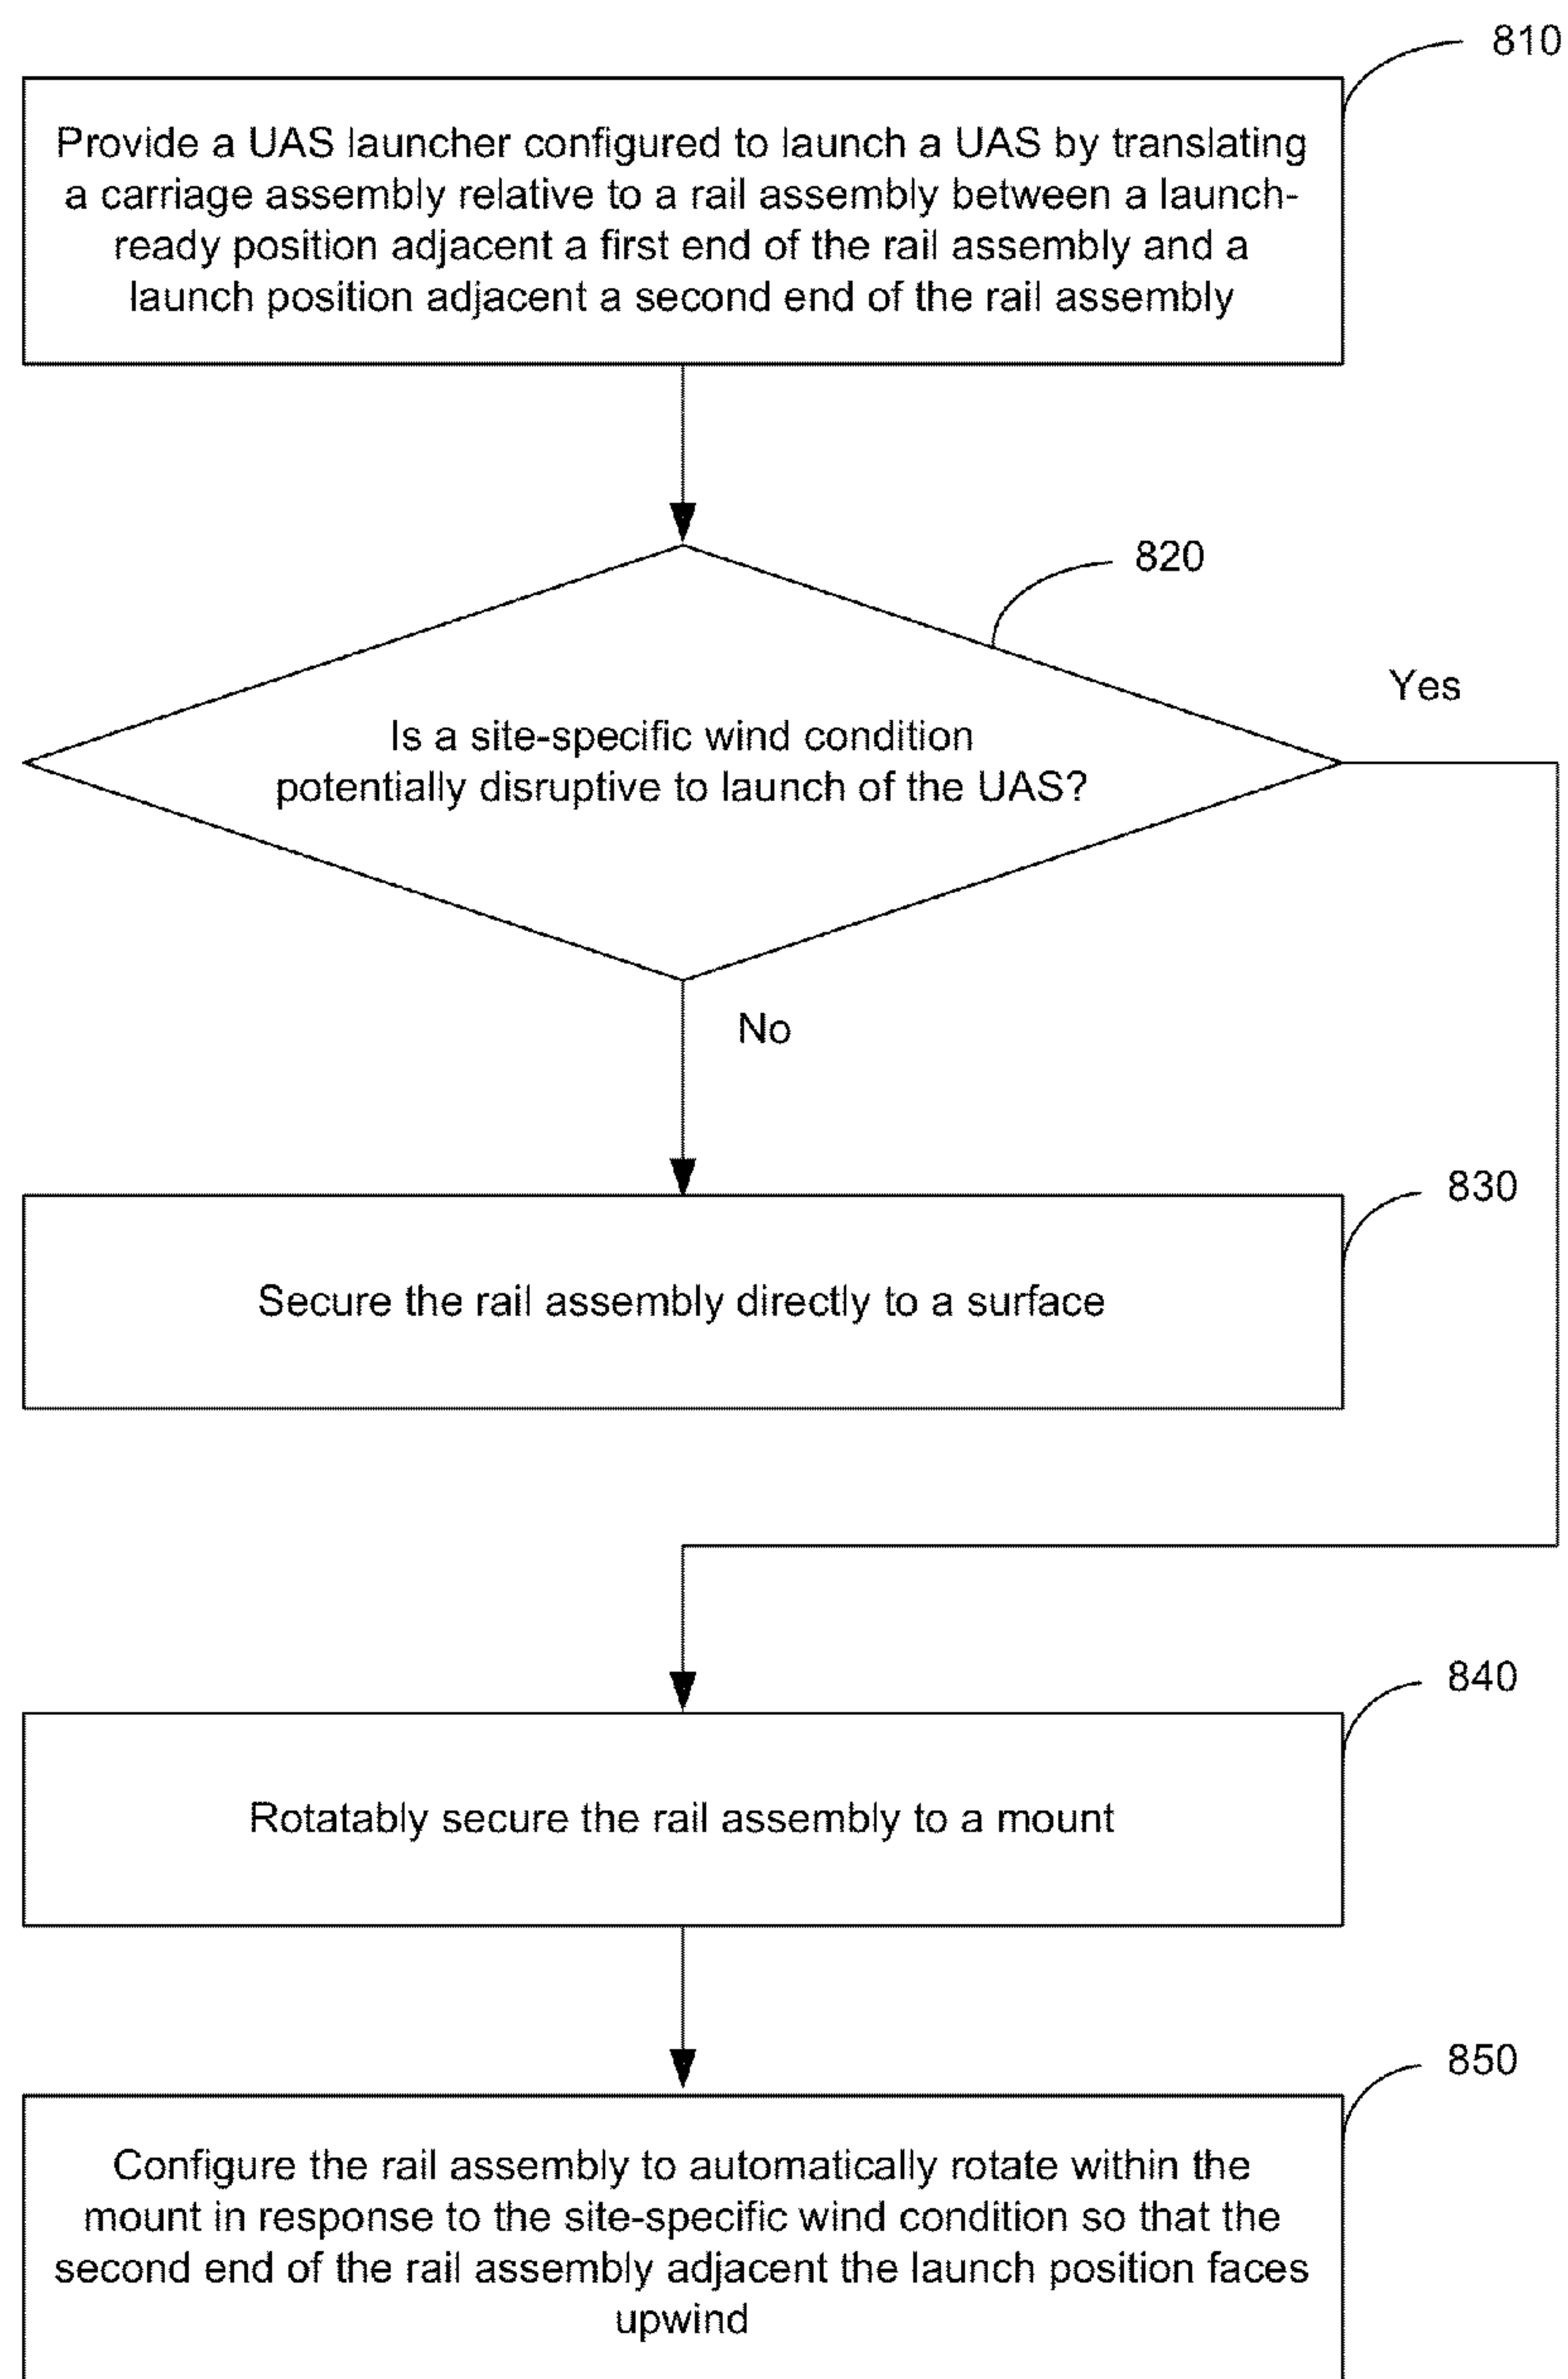 810
Provide a UAS launcher configured to launch a UAS by translating
a carriage assembly relative to a rail assembly between a launch-
ready position adjacent a first end of the rail assembly and a
launch position adjacent a second end of the rail assembly
820
Yes
Is a site-specific wind condition
potentially disruptive to launch of the UAS?
No
830
Secure the rail assembly directly to a surface
840
Rotatably secure the rail assembly to a mount
850
Configure the rail assembly to automatically rotate within the
mount in response to the site-specific wind condition so that the
second end of the rail assembly adjacent the launch position faces
upwind